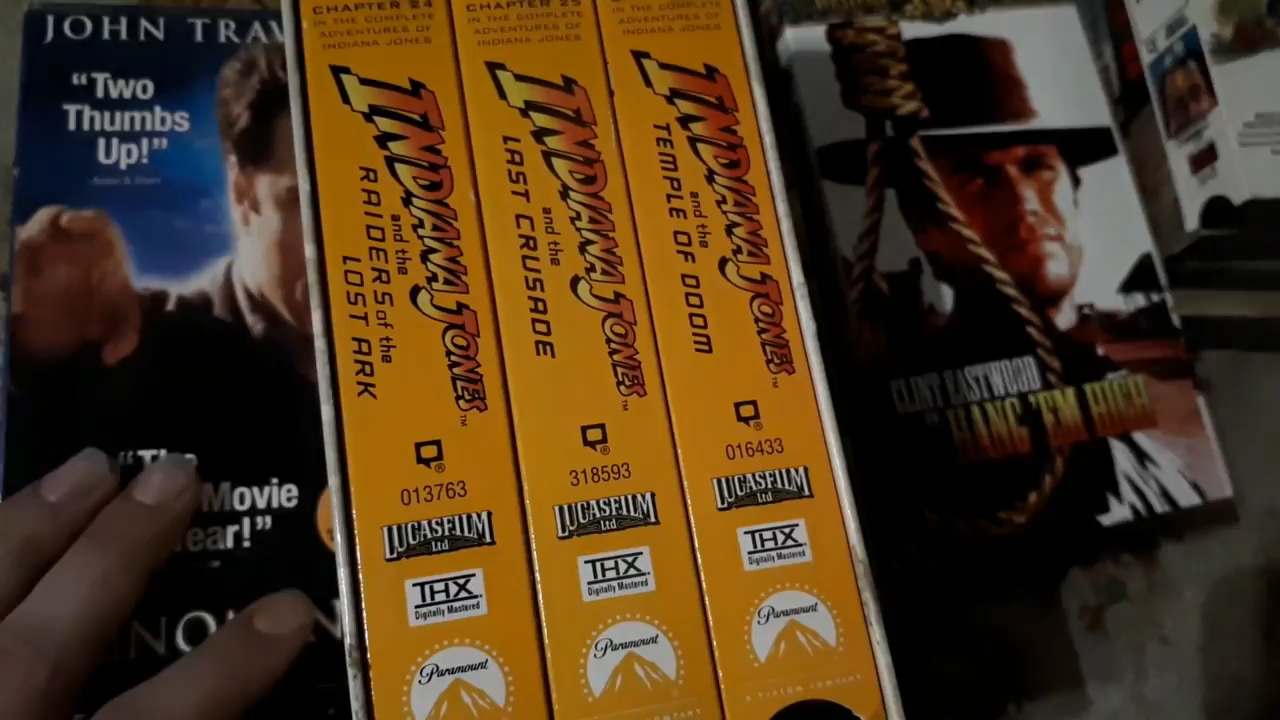 JOHN TRAV
“Two
Thumbs
Up!”
Movie
ear!”
CHAPTER 24
IN THE COMPLETE
ADVENTURES OF
INDIANA JONES
INDIANA JONES™
and the
RAIDERS of the
LOST ARK
®
013763
LUCASFILM
Ltd
THX
Digitally Mastered
Paramount
CHAPTER 25
IN THE COMPLETE
ADVENTURES OF
INDIANA JONES
INDIANA JONES™
and the
LAST CRUSADE
®
318593
LUCASFILM
Ltd
THX
Digitally Mastered
Paramount
COMPANY
IN THE COMPLETE
ADVENTURES OF
INDIANA JONES
INDIANA JONES™
and the
TEMPLE OF DOOM
®
016433
LUCASFILM
Ltd
THX
Digitally Mastered
Paramount
A VIACOM COMPANY
CLINT EASTWOOD
HANG 'EM HIGH